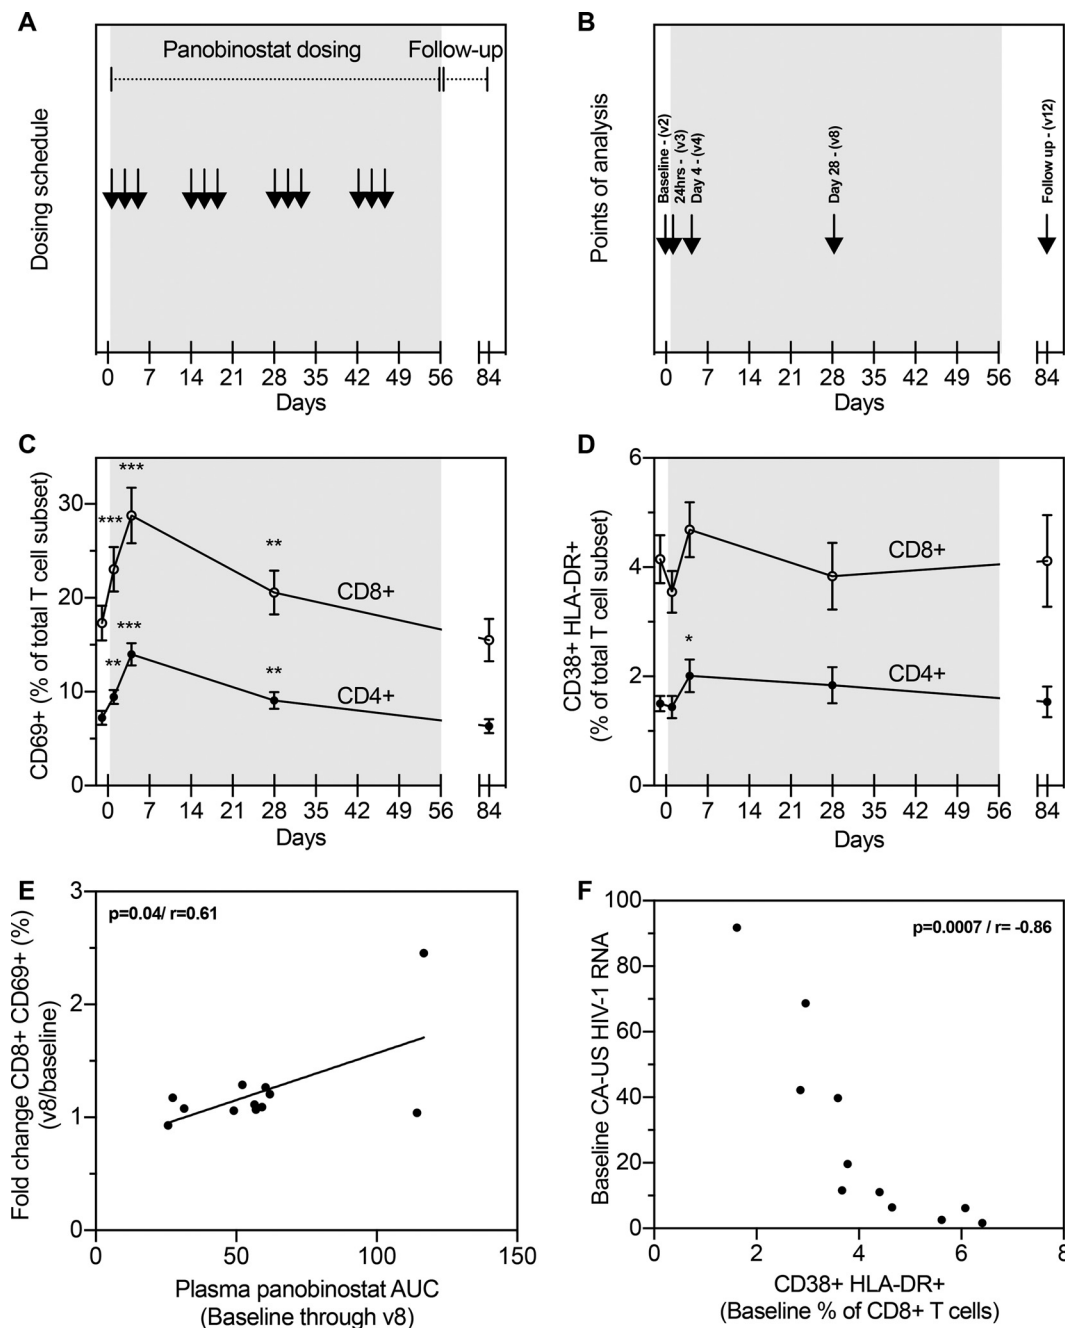 A
Panobinostat dosing
Follow-up
Dosing schedule
0 7 14 21 28 35 42 49 56 84
Days
B
Points of analysis
Baseline - (v2)
24hrs - (v3)
Day 4 - (v4)
Day 28 - (v8)
Follow up - (v12)
0 7 14 21 28 35 42 49 56 84
Days
C
CD69+ (% of total T cell subset)
30
20
10
0
***
***
**
CD8+
***
**
**
CD4+
0 7 14 21 28 35 42 49 56 84
Days
D
CD38+ HLA-DR+
(% of total T cell subset)
6
4
2
0
CD8+
*
CD4+
0 7 14 21 28 35 42 49 56 84
Days
E
Fold change CD8+ CD69+ (%)
(v8/baseline)
3
2
1
0
p=0.04/ r=0.61
0 50 100 150
Plasma panobinostat AUC
(Baseline through v8)
F
Baseline CA-US HIV-1 RNA
100
80
60
40
20
0
p=0.0007 / r= -0.86
0 2 4 6 8
CD38+ HLA-DR+
(Baseline % of CD8+ T cells)